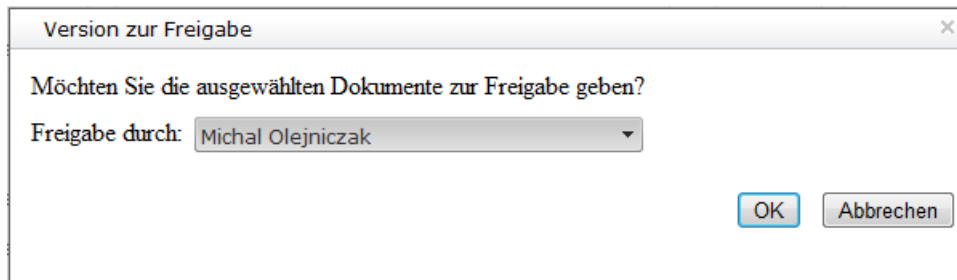 Version zur Freigabe
Möchten Sie die ausgewählten Dokumente zur Freigabe geben?
Freigabe durch: Michal Olejniczak
OK Abbrechen